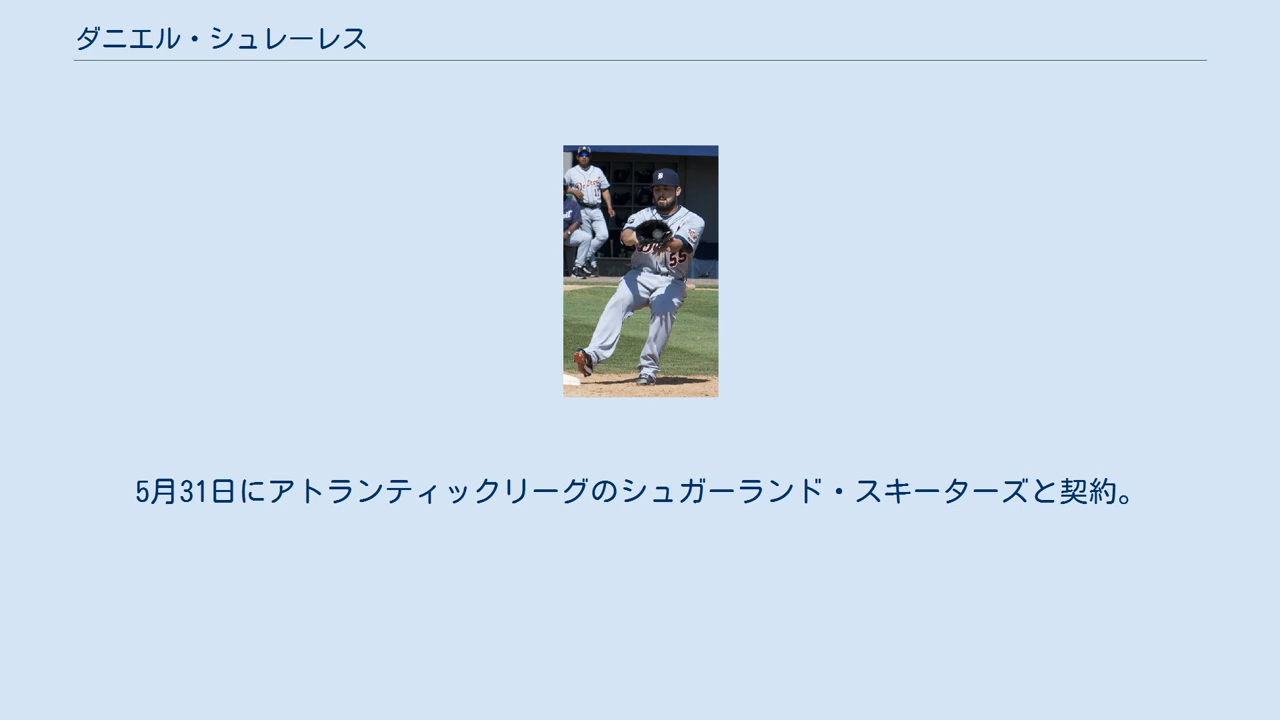 ダニエル・シュレーレス
Detroit
55
5月31日にアトランティックリーグのシュガーランド・スキーターズと契約。